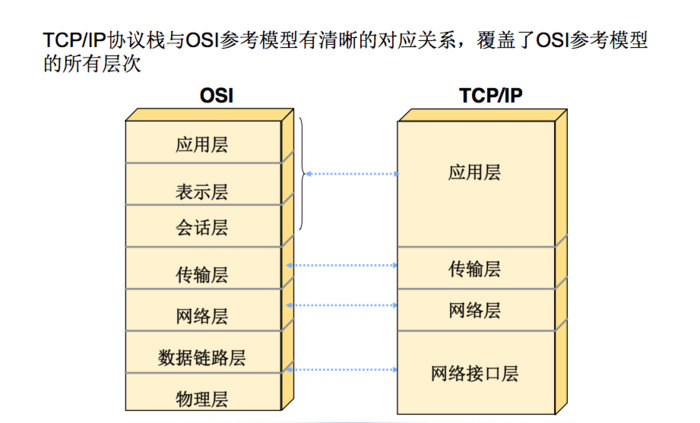 TCP/IP协议栈与OSI参考模型有清晰的对应关系，覆盖了OSI参考模型
的所有层次
OSI
TCP/IP
应用层
表示层
会话层
传输层
网络层
数据链路层
物理层
应用层
传输层
网络层
网络接口层